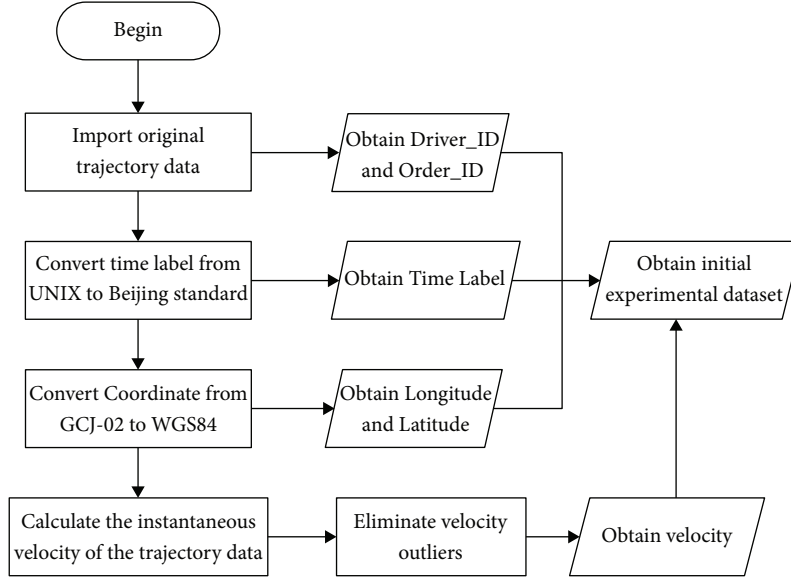 Begin
Import original
trajectory data
Obtain Driver_ID
and Order_ID
Convert time label from
UNIX to Beijing standard
Obtain Time Label
Obtain initial
experimental dataset
Convert Coordinate from
GCJ-02 to WGS84
Obtain Longitude
and Latitude
Calculate the instantaneous
velocity of the trajectory data
Eliminate velocity
outliers
Obtain velocity